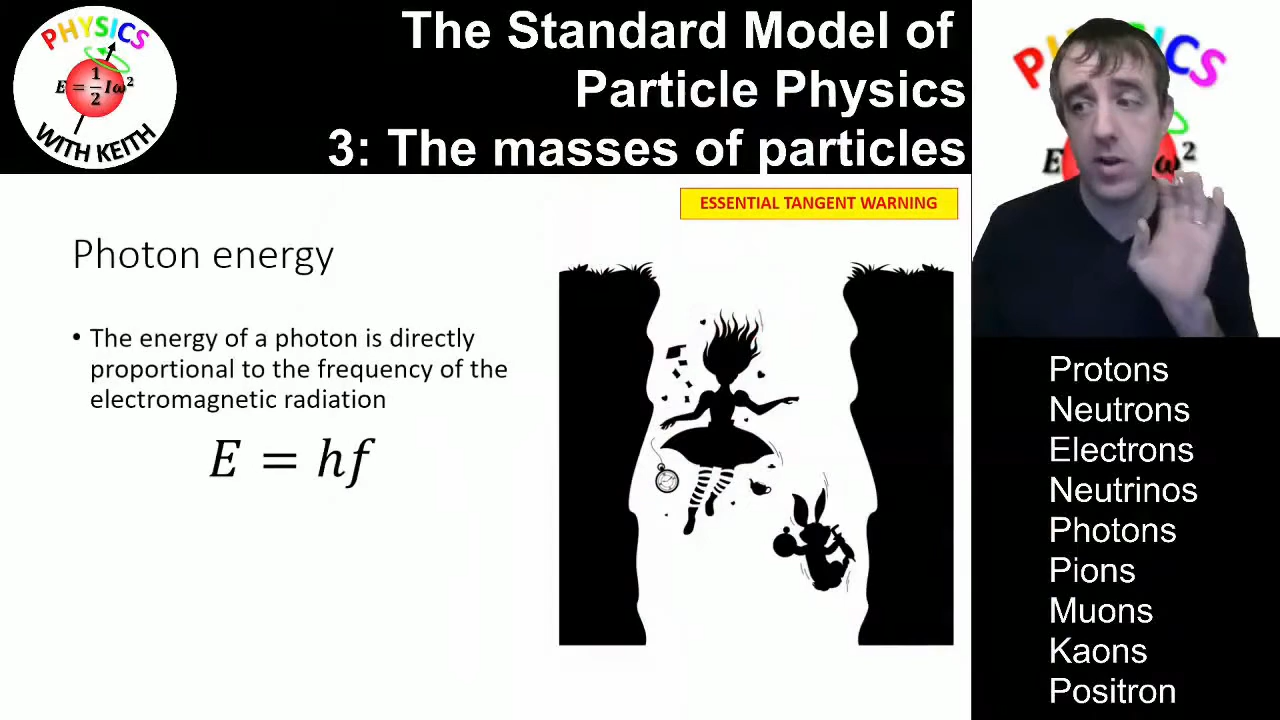 PHYSICS
E = 1/2 Iω²
WITH KEITH
The Standard Model of
Particle Physics
3: The masses of particles
ESSENTIAL TANGENT WARNING
Photon energy
• The energy of a photon is directly
proportional to the frequency of the
electromagnetic radiation
E = hf
Protons
Neutrons
Electrons
Neutrinos
Photons
Pions
Muons
Kaons
Positron